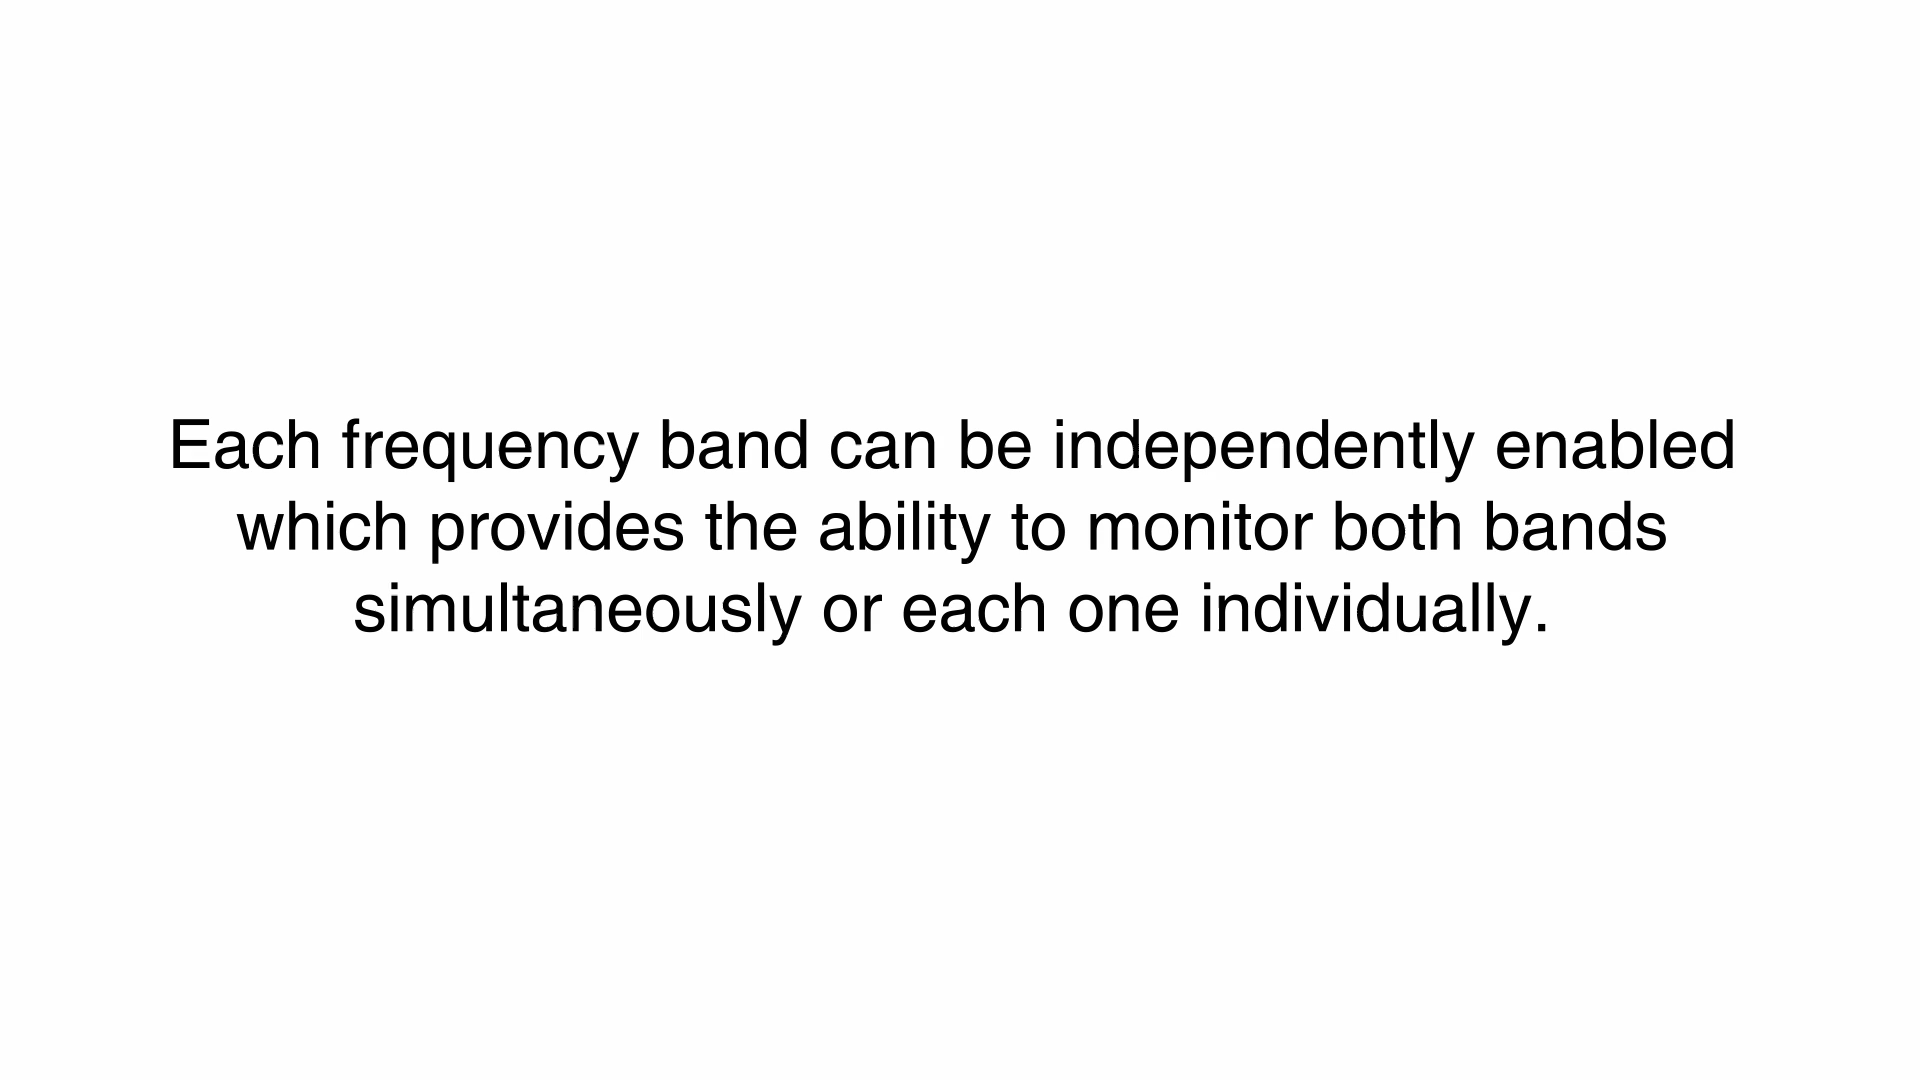 Each frequency band can be independently enabled
which provides the ability to monitor both bands
simultaneously or each one individually.